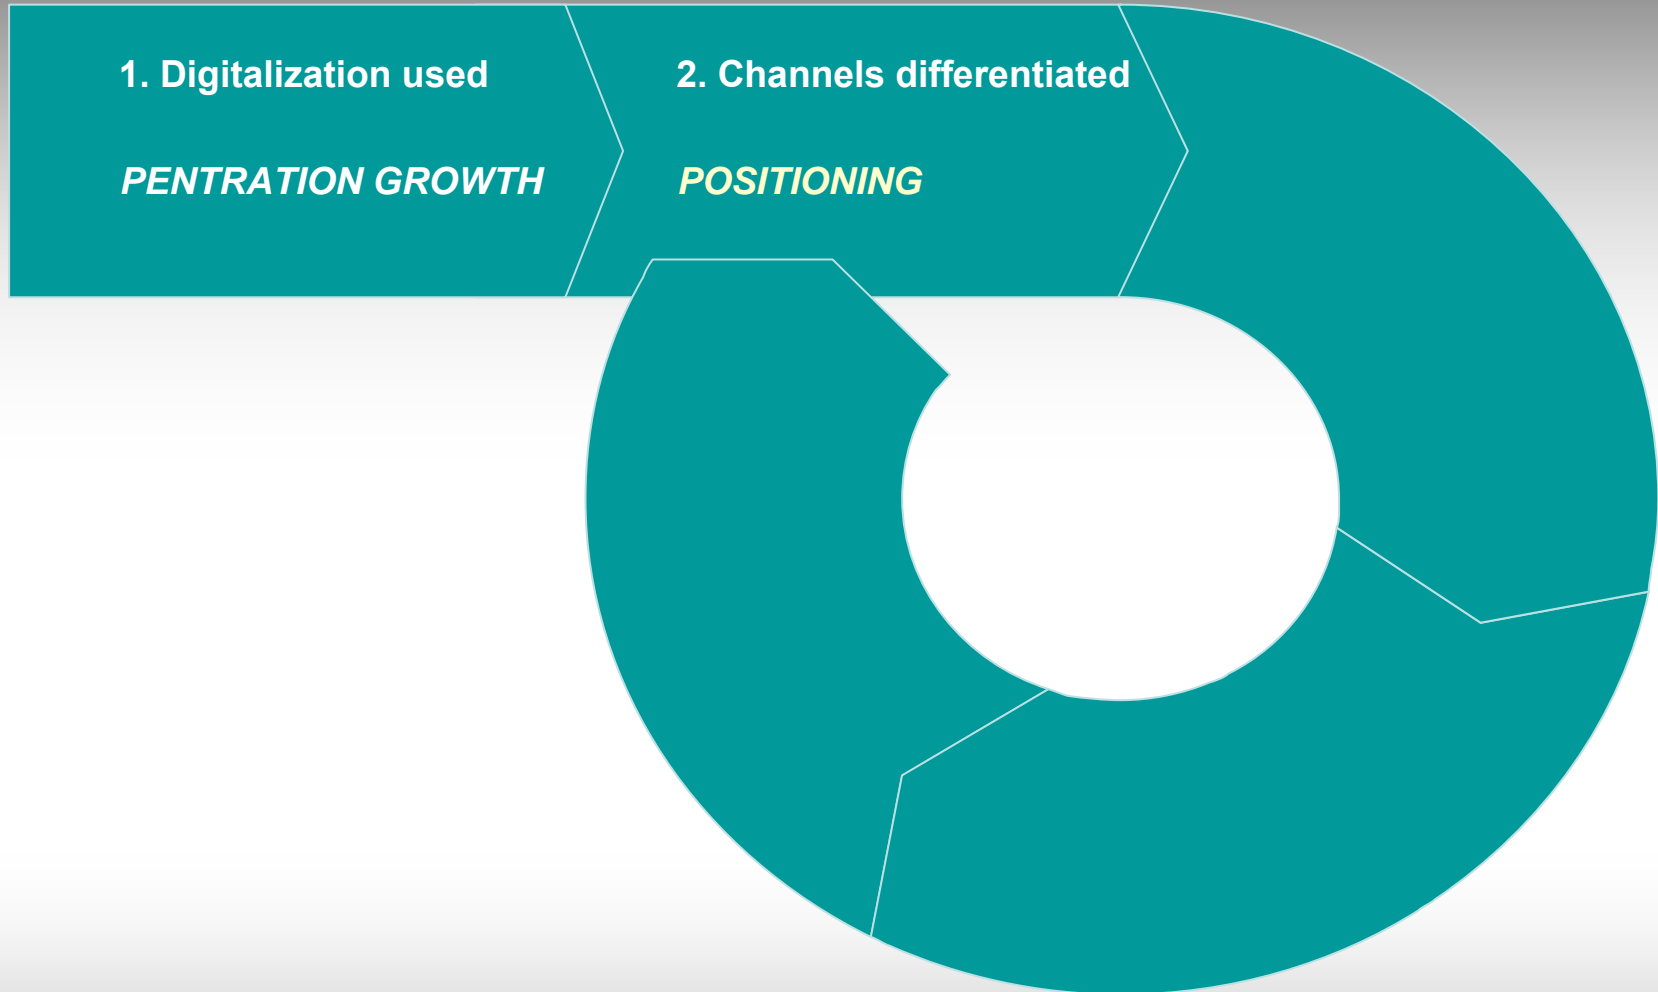 1. Digitalization used
PENTRATION GROWTH
2. Channels differentiated
POSITIONING